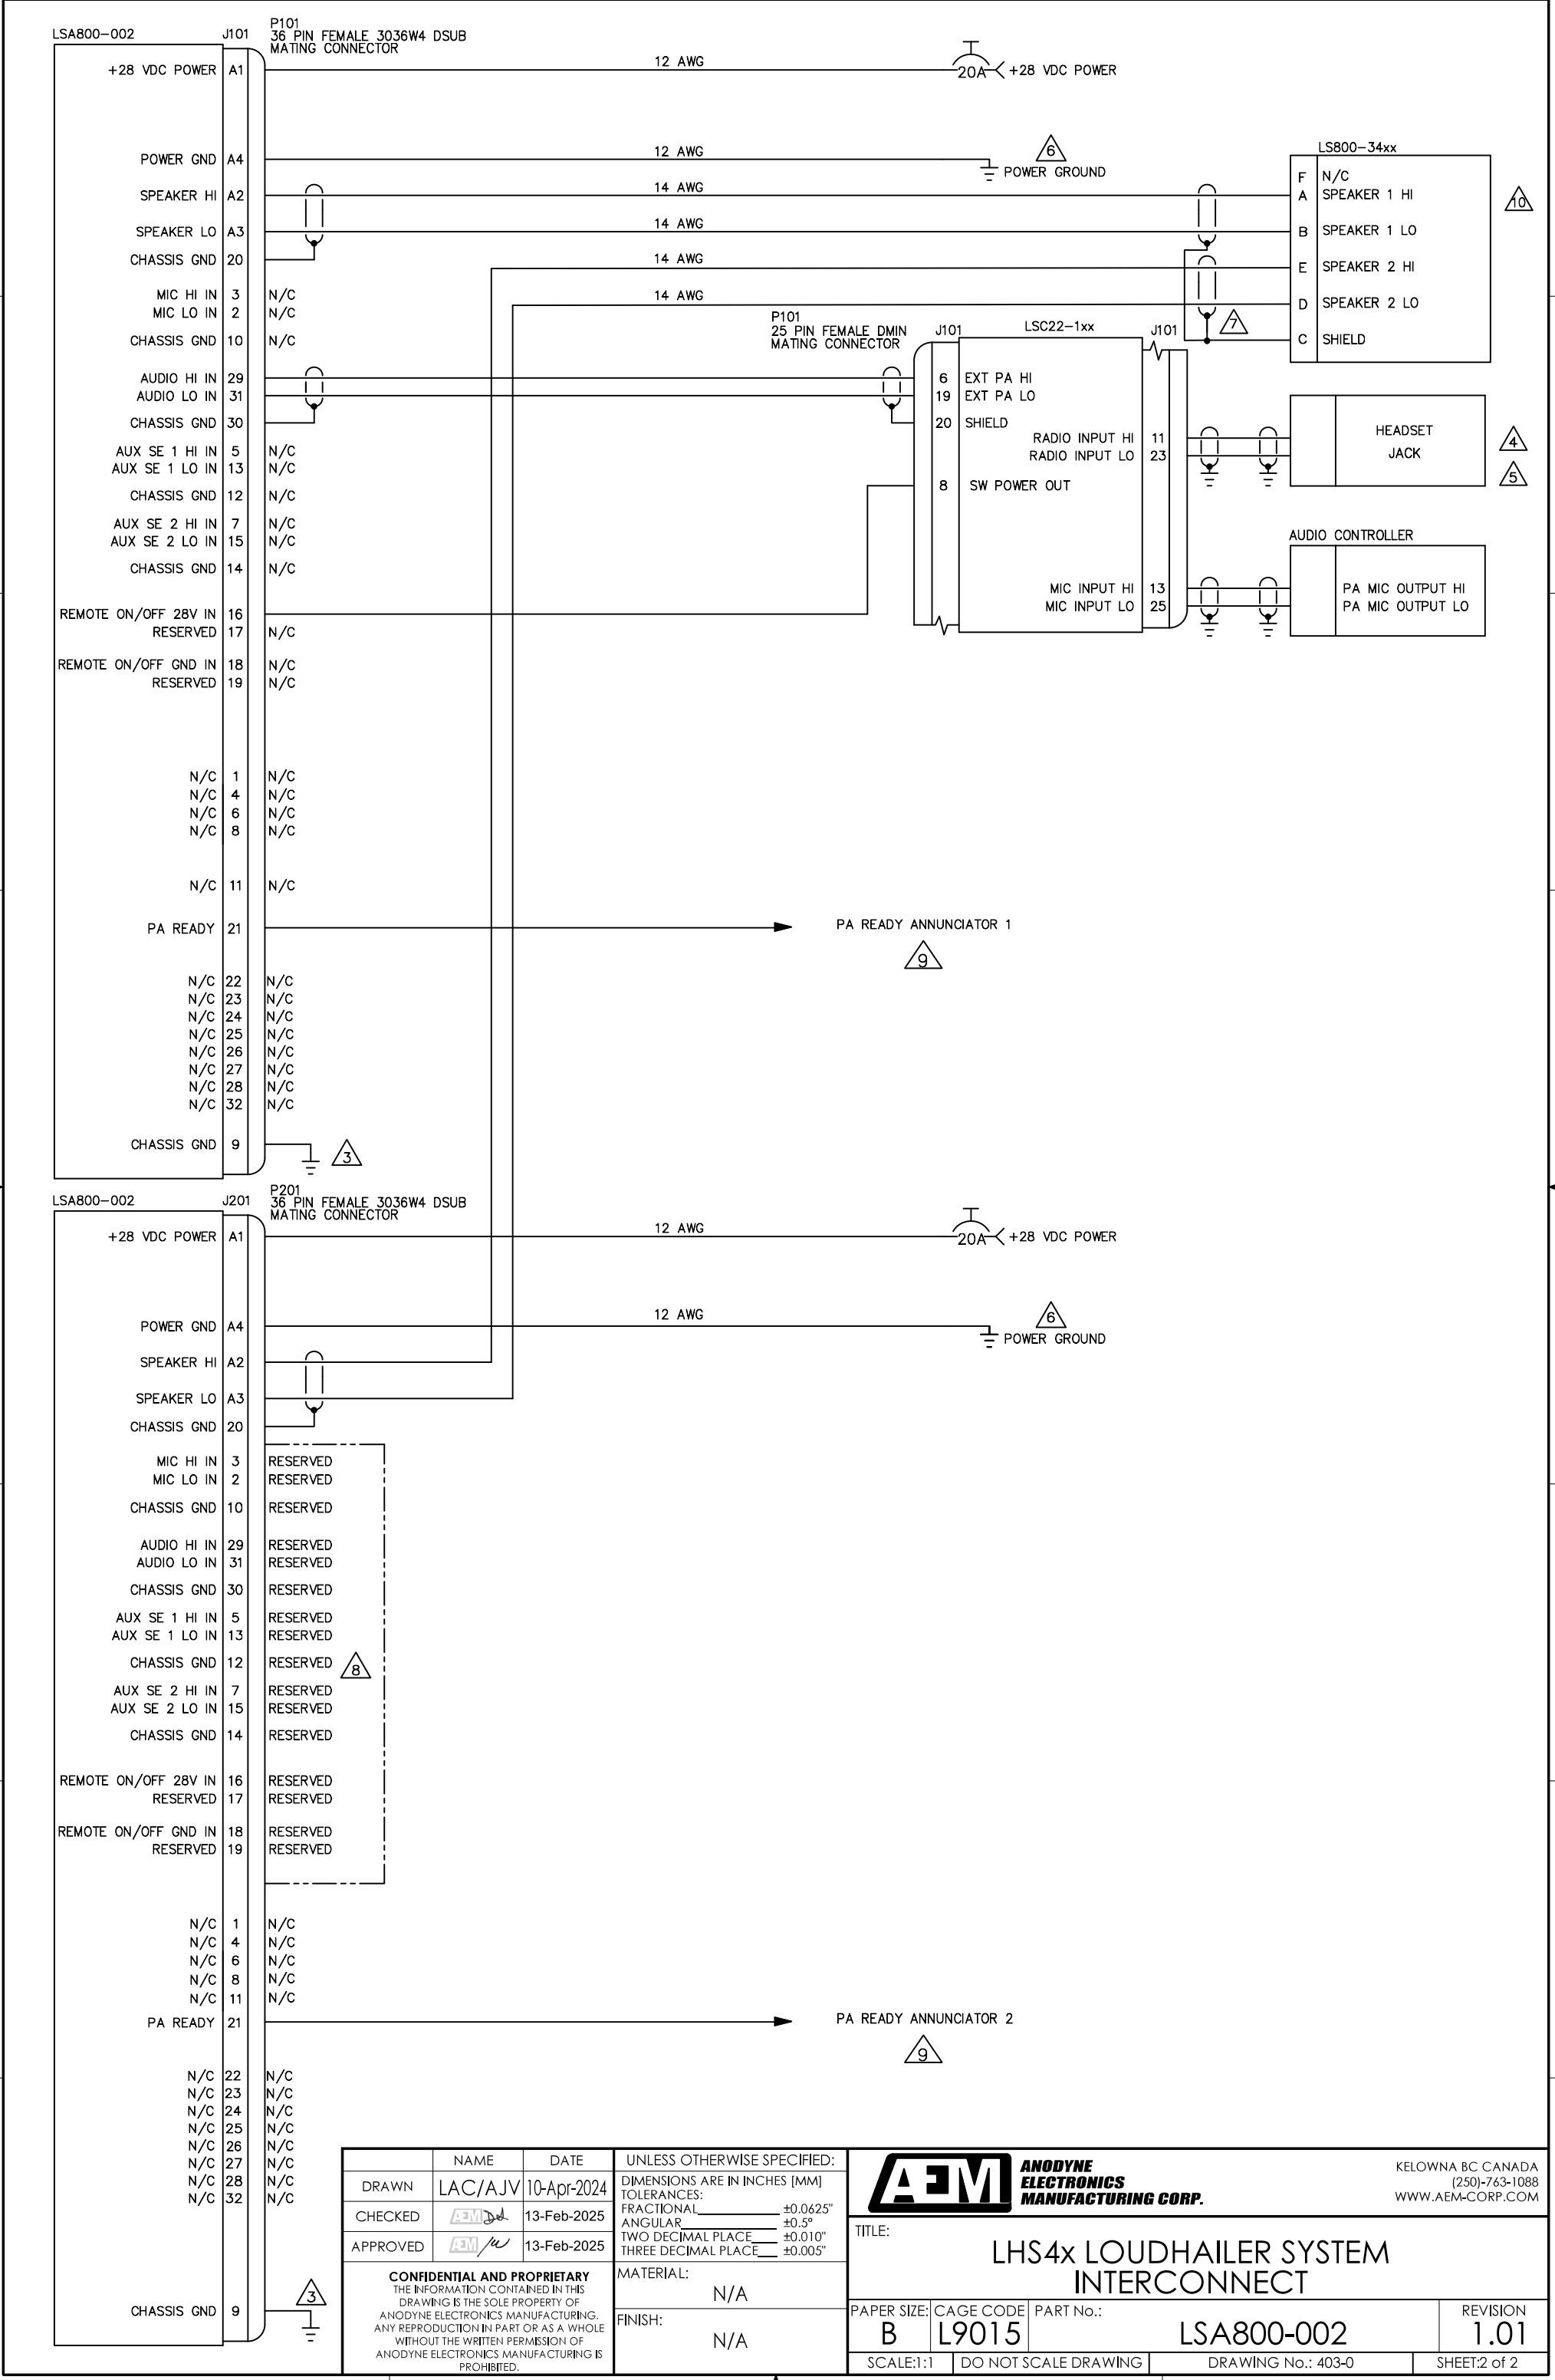 LSA800-002 J101
P101
36 PIN FEMALE 3036W4 DSUB
MATING CONNECTOR
+28 VDC POWER A1 12 AWG 20A +28 VDC POWER
POWER GND A4 12 AWG POWER GROUND 6
SPEAKER HI A2 14 AWG
SPEAKER LO A3 14 AWG
CHASSIS GND 20 14 AWG
MIC HI IN 3 N/C 14 AWG
MIC LO IN 2 N/C
CHASSIS GND 10 N/C
AUDIO HI IN 29
AUDIO LO IN 31
CHASSIS GND 30
AUX SE 1 HI IN 5 N/C
AUX SE 1 LO IN 13 N/C
CHASSIS GND 12 N/C
AUX SE 2 HI IN 7 N/C
AUX SE 2 LO IN 15 N/C
CHASSIS GND 14 N/C
REMOTE ON/OFF 28V IN 16
RESERVED 17 N/C
REMOTE ON/OFF GND IN 18 N/C
RESERVED 19 N/C
N/C 1 N/C
N/C 4 N/C
N/C 6 N/C
N/C 8 N/C
N/C 11 N/C
PA READY 21 PA READY ANNUNCIATOR 1
9
N/C 22 N/C
N/C 23 N/C
N/C 24 N/C
N/C 25 N/C
N/C 26 N/C
N/C 27 N/C
N/C 28 N/C
N/C 32 N/C
CHASSIS GND 9 3
LS800-34xx
F N/C
A SPEAKER 1 HI 10
B SPEAKER 1 LO
E SPEAKER 2 HI
D SPEAKER 2 LO
C SHIELD
7
P101
25 PIN FEMALE DMIN
MATING CONNECTOR
J101 LSC22-1xx J101
6 EXT PA HI
19 EXT PA LO
20 SHIELD
RADIO INPUT HI 11
RADIO INPUT LO 23
8 SW POWER OUT
MIC INPUT HI 13
MIC INPUT LO 25
HEADSET
JACK
4
5
AUDIO CONTROLLER
PA MIC OUTPUT HI
PA MIC OUTPUT LO
LSA800-002 J201
P201
36 PIN FEMALE 3036W4 DSUB
MATING CONNECTOR
+28 VDC POWER A1 12 AWG 20A +28 VDC POWER
POWER GND A4 12 AWG POWER GROUND 6
SPEAKER HI A2
SPEAKER LO A3
CHASSIS GND 20
MIC HI IN 3 RESERVED
MIC LO IN 2 RESERVED
CHASSIS GND 10 RESERVED
AUDIO HI IN 29 RESERVED
AUDIO LO IN 31 RESERVED
CHASSIS GND 30 RESERVED
AUX SE 1 HI IN 5 RESERVED
AUX SE 1 LO IN 13 RESERVED
CHASSIS GND 12 RESERVED 8
AUX SE 2 HI IN 7 RESERVED
AUX SE 2 LO IN 15 RESERVED
CHASSIS GND 14 RESERVED
REMOTE ON/OFF 28V IN 16 RESERVED
RESERVED 17 RESERVED
REMOTE ON/OFF GND IN 18 RESERVED
RESERVED 19 RESERVED
N/C 1 N/C
N/C 4 N/C
N/C 6 N/C
N/C 8 N/C
N/C 11 N/C
PA READY 21 PA READY ANNUNCIATOR 2
9
N/C 22 N/C
N/C 23 N/C
N/C 24 N/C
N/C 25 N/C
N/C 26 N/C
N/C 27 N/C
N/C 28 N/C
N/C 32 N/C
CHASSIS GND 9 3
NAME DATE
DRAWN LAC/AJV 10-Apr-2024
CHECKED AEM 13-Feb-2025
APPROVED AEM 13-Feb-2025
CONFIDENTIAL AND PROPRIETARY
THE INFORMATION CONTAINED IN THIS
DRAWING IS THE SOLE PROPERTY OF
ANODYNE ELECTRONICS MANUFACTURING.
ANY REPRODUCTION IN PART OR AS A WHOLE
WITHOUT THE WRITTEN PERMISSION OF
ANODYNE ELECTRONICS MANUFACTURING IS
PROHIBITED.
UNLESS OTHERWISE SPECIFIED:
DIMENSIONS ARE IN INCHES [MM]
TOLERANCES:
FRACTIONAL ±0.0625"
ANGULAR ±0.5°
TWO DECIMAL PLACE ±0.010"
THREE DECIMAL PLACE ±0.005"
MATERIAL:
N/A
FINISH:
N/A
AEM
ANODYNE
ELECTRONICS
MANUFACTURING CORP.
KELOWNA BC CANADA
(250)-763-1088
WWW.AEM-CORP.COM
TITLE:
LHS4x LOUDHAILER SYSTEM
INTERCONNECT
PAPER SIZE: B
CAGE CODE L9015
PART No.: LSA800-002
REVISION 1.01
SCALE:1:1 DO NOT SCALE DRAWING DRAWING No.: 403-0 SHEET:2 of 2